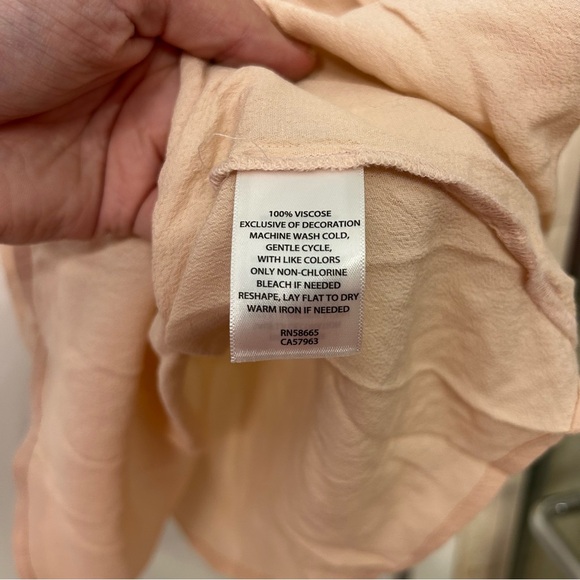 100% VISCOSE
EXCLUSIVE OF DECORATION
MACHINE WASH COLD,
GENTLE CYCLE,
WITH LIKE COLORS
ONLY NON-CHLORINE
BLEACH IF NEEDED
RESHAPE, LAY FLAT TO DRY
WARM IRON IF NEEDED
RN58665
CA57963